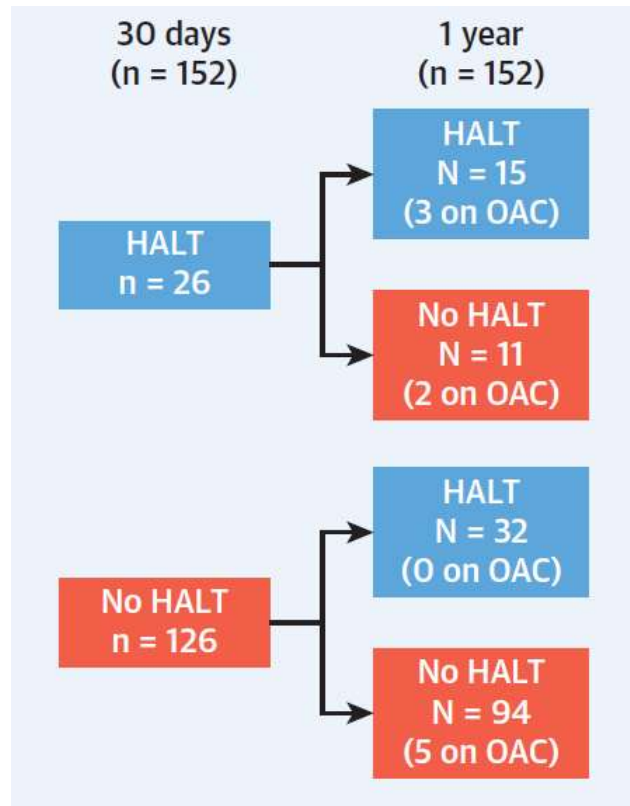 30 days
(n = 152)
1 year
(n = 152)
HALT
n = 26
HALT
N = 15
(3 on OAC)
No HALT
N = 11
(2 on OAC)
No HALT
n = 126
HALT
N = 32
(0 on OAC)
No HALT
N = 94
(5 on OAC)